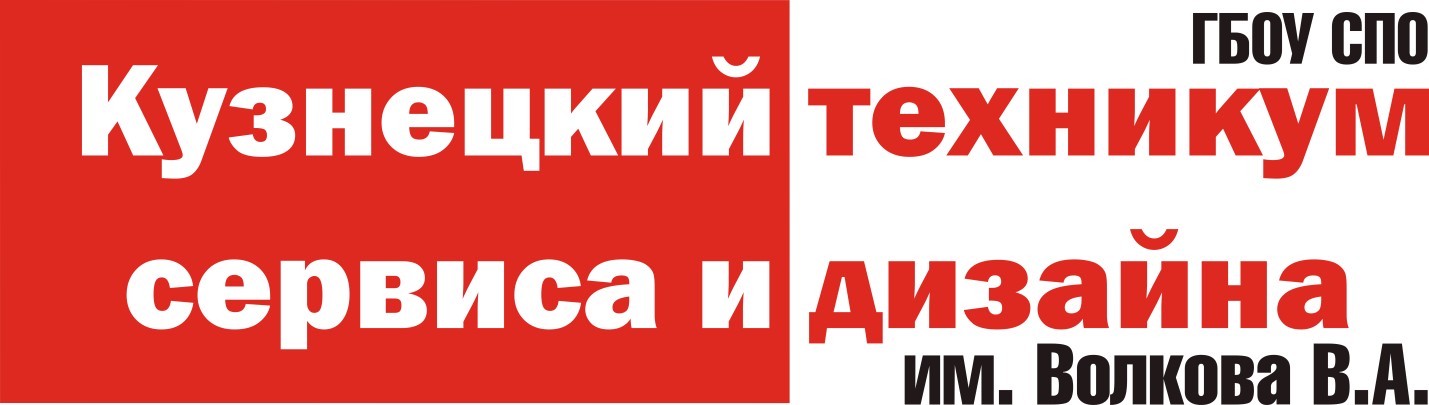 ГБОУ СПО
Кузнецкий техникум
сервиса и дизайна
им. Волкова В.А.